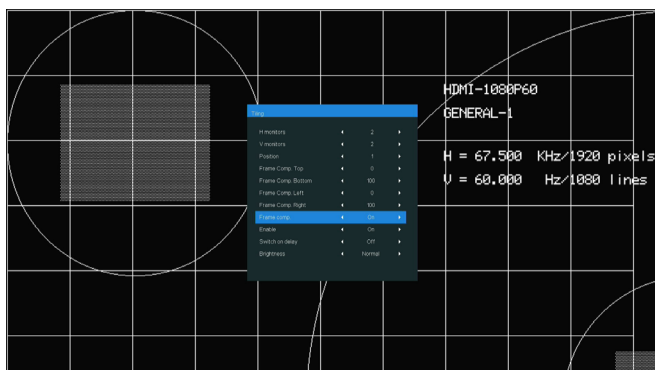 HDMI-1080P60
GENERAL-1
H = 67.500 KHz/1920 pixels
V = 60.000 Hz/1080 lines
Tiling
H monitors 2
V monitors 2
Position 1
Frame Comp. Top 0
Frame Comp. Bottom 100
Frame Comp. Left 0
Frame Comp. Right 100
Frame comp. On
Enable On
Switch on delay Off
Brightness Normal